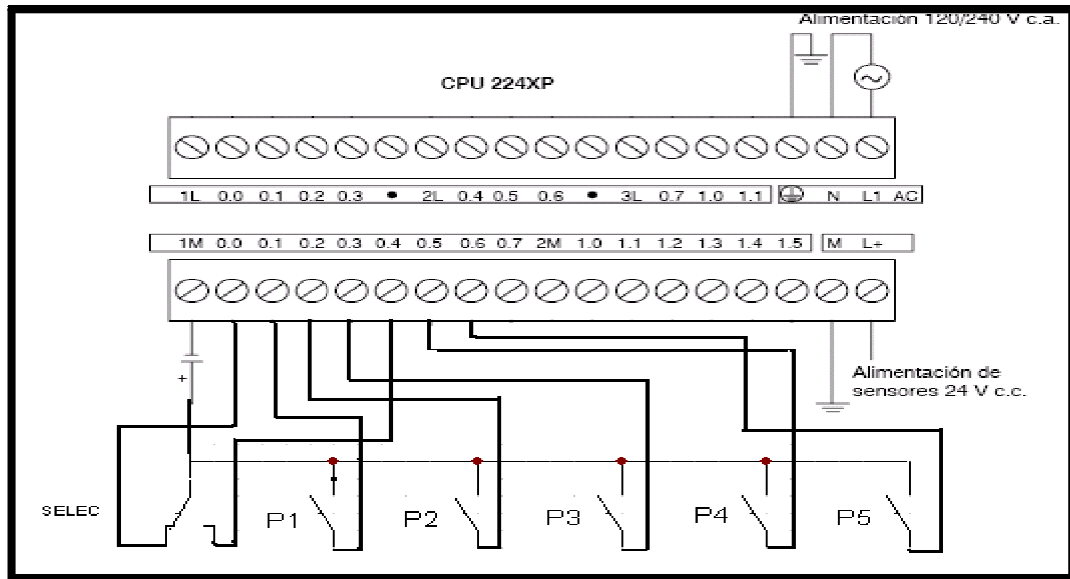 Alimentación 120/240 V c.a.
CPU 224XP
1L 0.0 0.1 0.2 0.3 • 2L 0.4 0.5 0.6 • 3L 0.7 1.0 1.1 N L1 AC
1M 0.0 0.1 0.2 0.3 0.4 0.5 0.6 0.7 2M 1.0 1.1 1.2 1.3 1.4 1.5 M L+
+
Alimentación de
sensores 24 V c.c.
SELEC P1 P2 P3 P4 P5